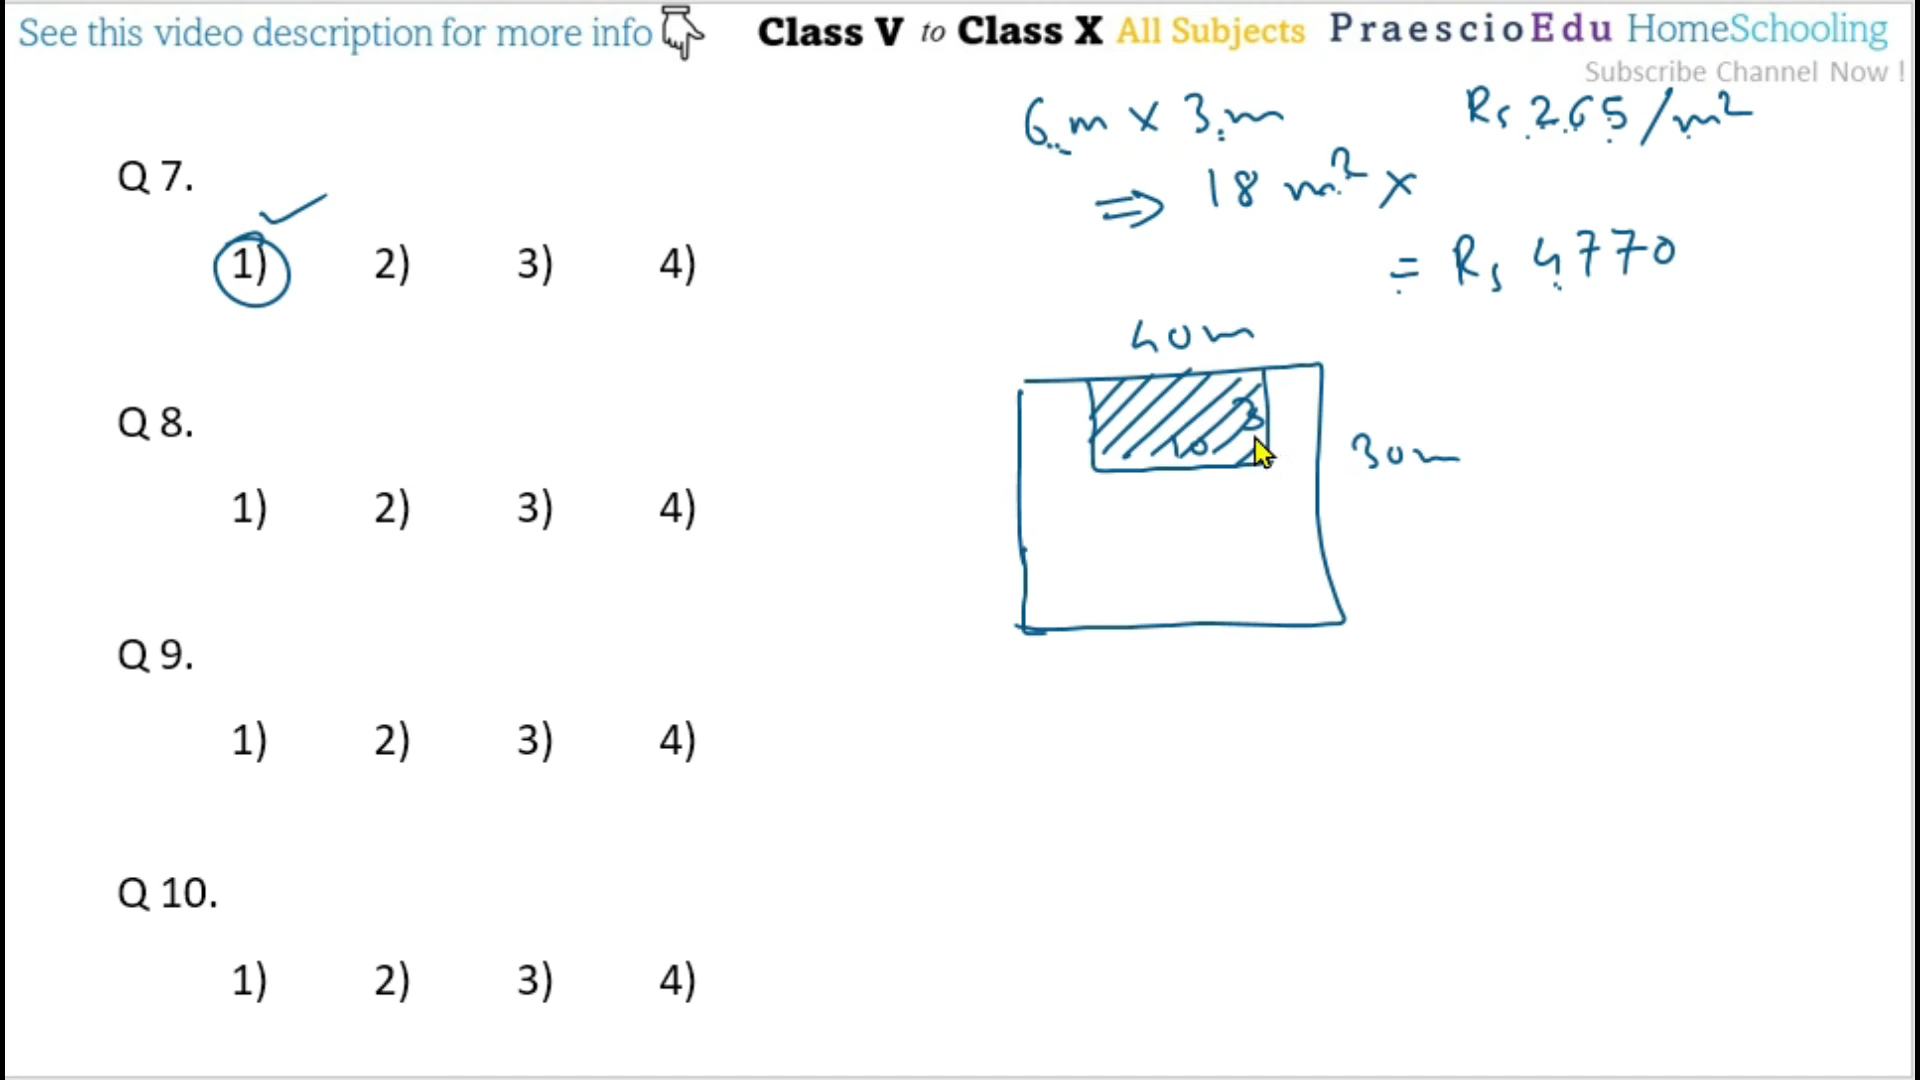 See this video description for more info Class V to Class X All Subjects PraescioEdu HomeSchooling
Subscribe Channel Now !
6 m x 3 m Rs 265/m²
⇒ 18 m² x
= Rs 4770
Q 7.
1) 2) 3) 4)
40m
30m
3
10
Q 8.
1) 2) 3) 4)
Q 9.
1) 2) 3) 4)
Q 10.
1) 2) 3) 4)